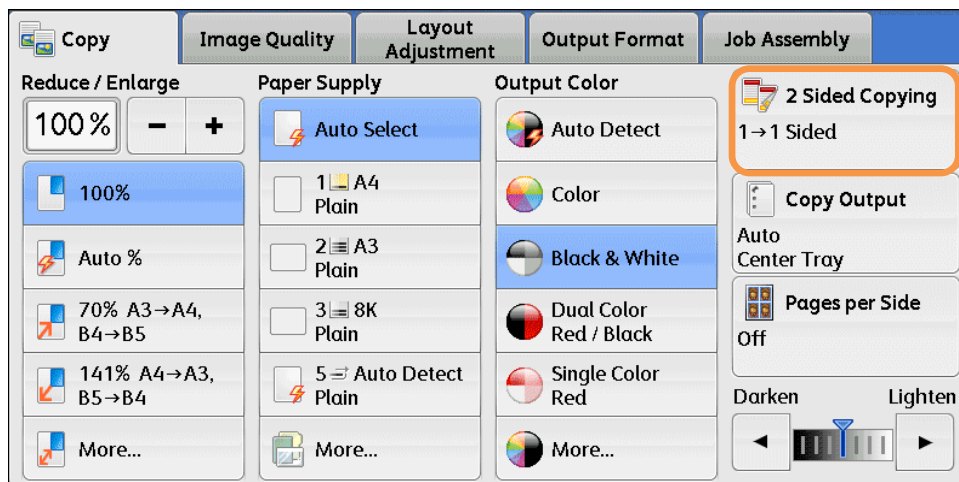 Copy
Image Quality
Layout
Adjustment
Output Format
Job Assembly
Reduce / Enlarge
100%
−
+
100%
Auto %
70% A3→A4,
B4→B5
141% A4→A3,
B5→B4
More...
Paper Supply
Auto Select
1 A4
Plain
2 A3
Plain
3 8K
Plain
5 Auto Detect
Plain
More...
Output Color
Auto Detect
Color
Black & White
Dual Color
Red / Black
Single Color
Red
More...
2 Sided Copying
1→1 Sided
Copy Output
Auto
Center Tray
Pages per Side
Off
Darken Lighten